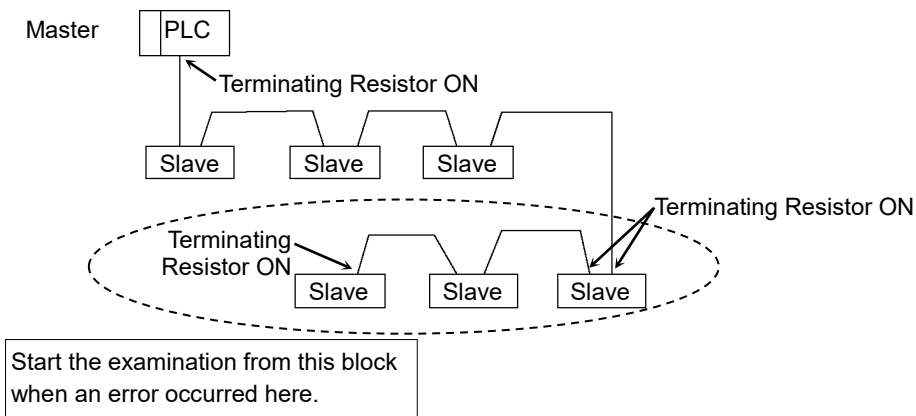 Master
PLC
Terminating Resistor ON
Slave
Slave
Slave
Terminating Resistor ON
Terminating
Resistor ON
Slave
Slave
Slave
Start the examination from this block
when an error occurred here.